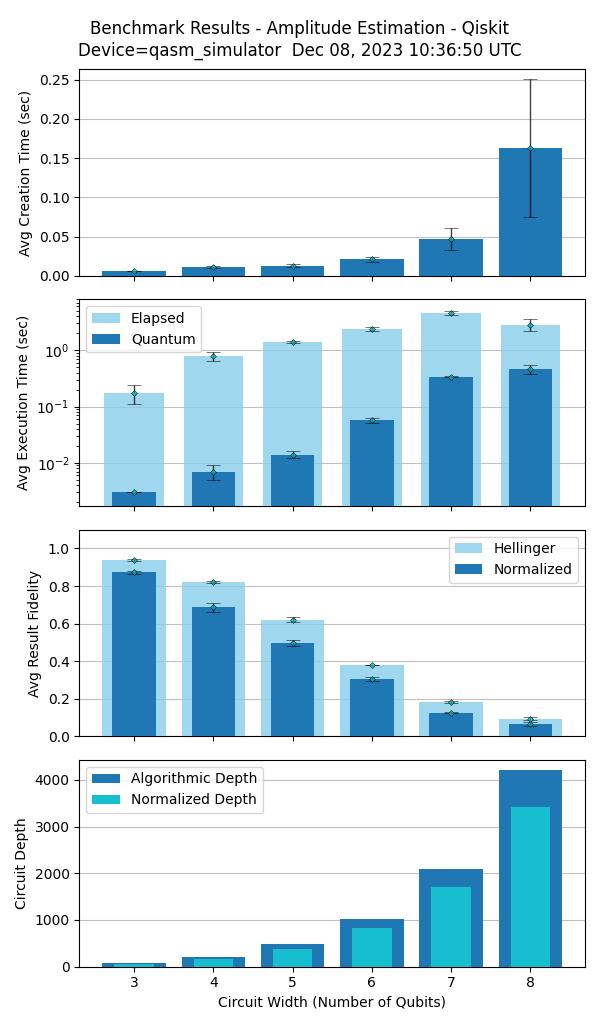 Benchmark Results - Amplitude Estimation - Qiskit
Device=qasm_simulator  Dec 08, 2023 10:36:50 UTC
Avg Creation Time (sec)
0.25
0.20
0.15
0.10
0.05
0.00
Avg Execution Time (sec)
Elapsed
Quantum
10⁰
10⁻¹
10⁻²
Avg Result Fidelity
Hellinger
Normalized
1.0
0.8
0.6
0.4
0.2
0.0
Circuit Depth
Algorithmic Depth
Normalized Depth
4000
3000
2000
1000
0
3 4 5 6 7 8
Circuit Width (Number of Qubits)